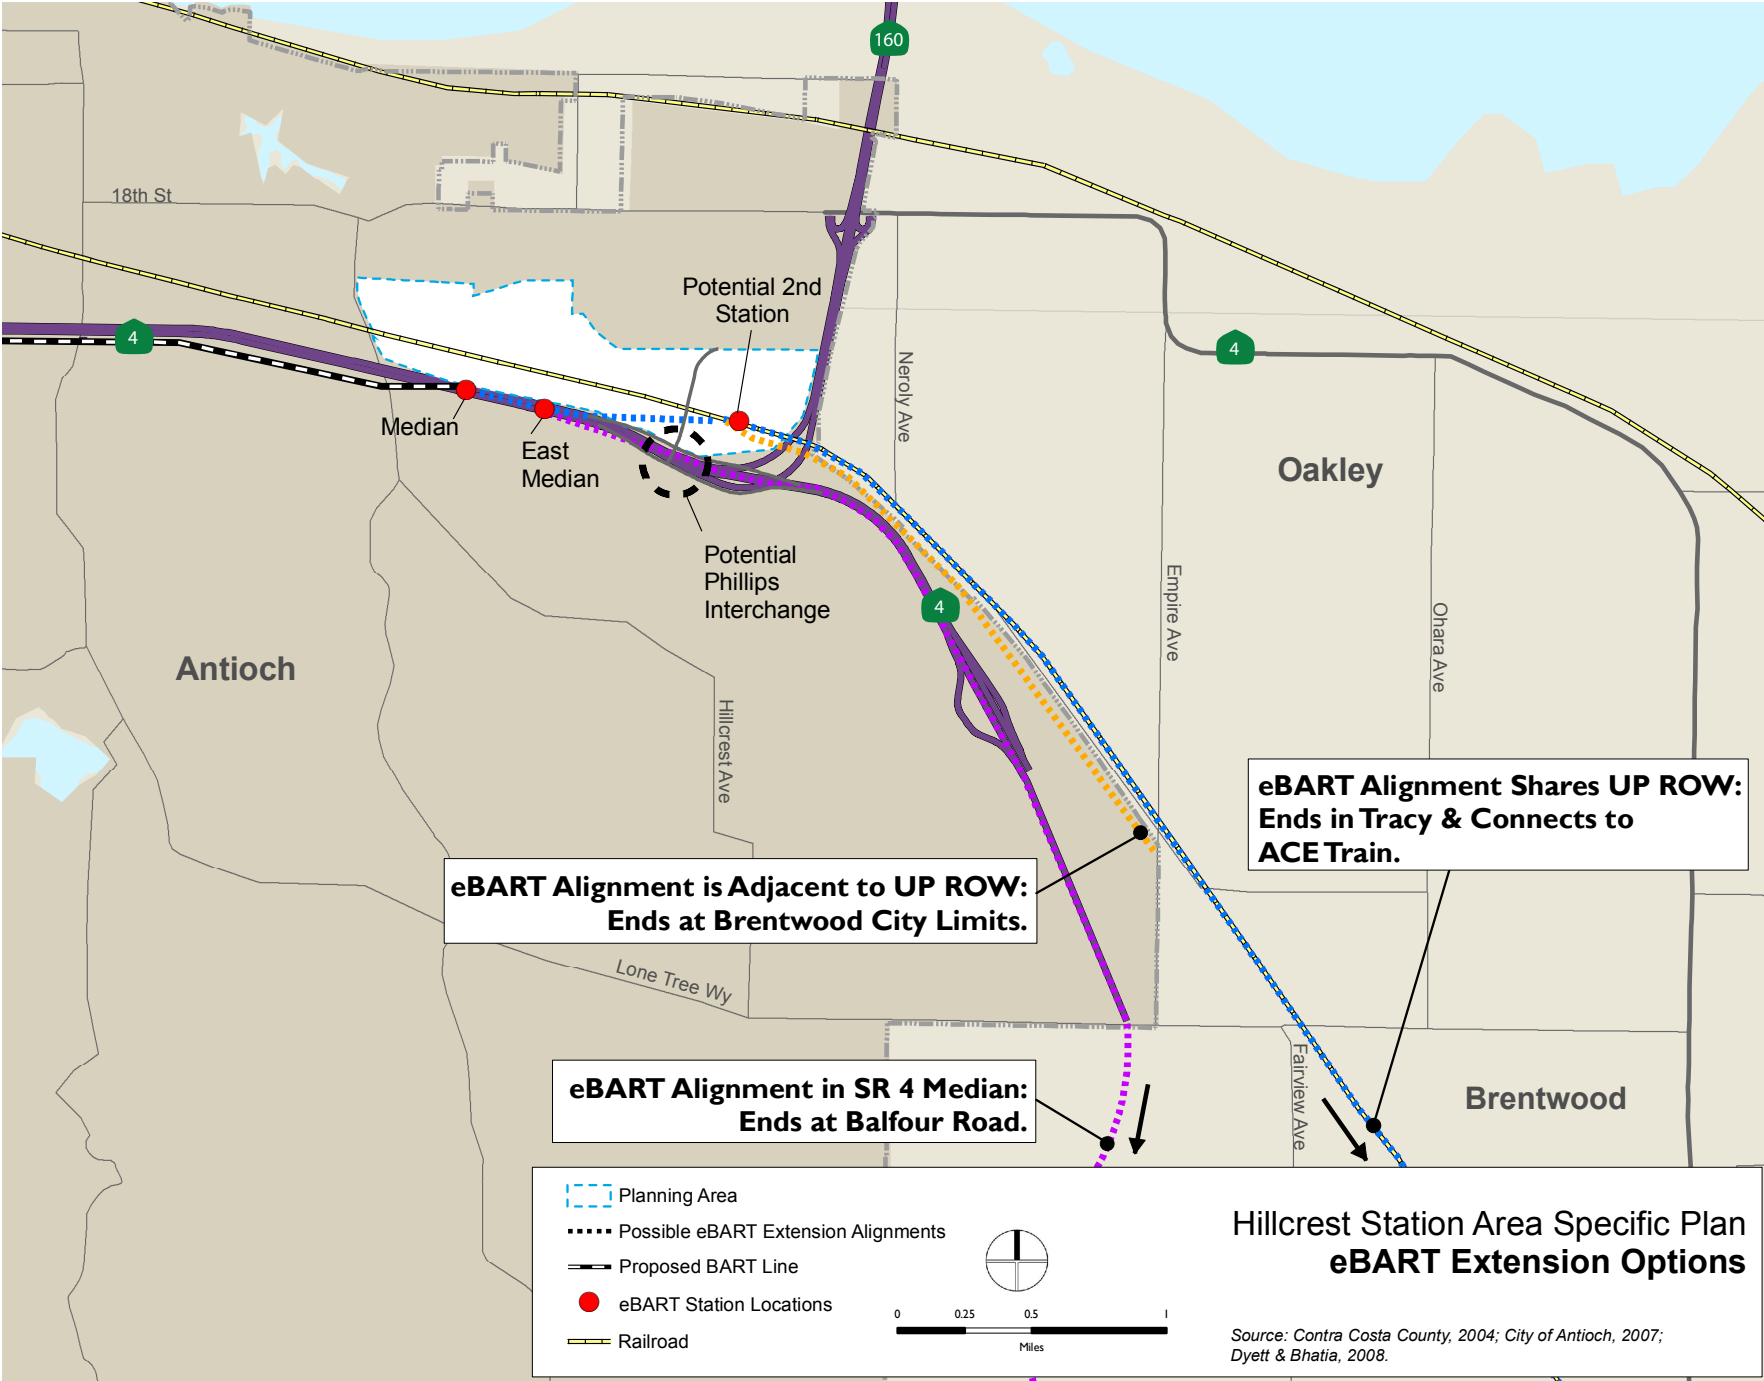 160
18th St
Potential 2nd
Station
4
4
Neroly Ave
Median
East
Median
Oakley
Potential
Phillips
Interchange
4
Empire Ave
Ohara Ave
Antioch
Hillcrest Ave
eBART Alignment Shares UP ROW:
Ends in Tracy & Connects to
ACE Train.
eBART Alignment is Adjacent to UP ROW:
Ends at Brentwood City Limits.
Lone Tree Wy
Fairview Ave
eBART Alignment in SR 4 Median:
Ends at Balfour Road.
Brentwood
Planning Area
Possible eBART Extension Alignments
Proposed BART Line
eBART Station Locations
Railroad
0 0.25 0.5 1
Miles
Hillcrest Station Area Specific Plan
eBART Extension Options
Source: Contra Costa County, 2004; City of Antioch, 2007;
Dyett & Bhatia, 2008.